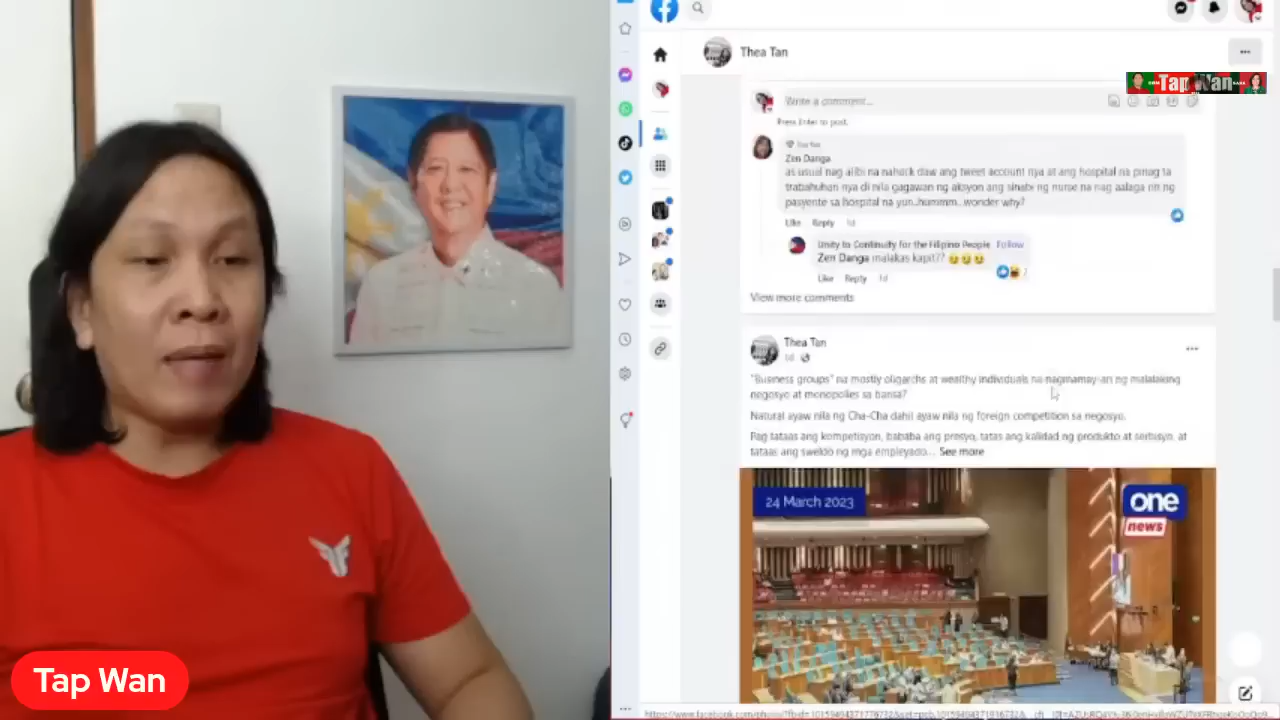 Thea Tan
Tap Wan
Write a comment...
Press Enter to post.
Zen Danga
as usual nag alibi na nahack daw ang tweet account nya at ang hospital na pinag ta
trabahuhan nya di nila gagawan ng aksyon ang sinabi ng nurse na nag aalaga rin ng
pasyente sa hospital na yun..hummm..wonder why?
Like Reply 1d
Unity to Continuity for the Filipino People Follow
Zen Danga malakas kapit??
2
Like Reply 1d
View more comments
Thea Tan
1d
"Business groups" na mostly oligarchs at wealthy individuals na nagmamay-ari ng malalaking
negosyo at monopolies sa bansa?
Natural ayaw nila ng Cha-Cha dahil ayaw nila ng foreign competition sa negosyo.
Pag tataas ang kompetisyon, bababa ang presyo, tatas ang kalidad ng produkto at serbisyo, at
tataas ang sweldo ng mga empleyado... See more
24 March 2023
one
news
Tap Wan